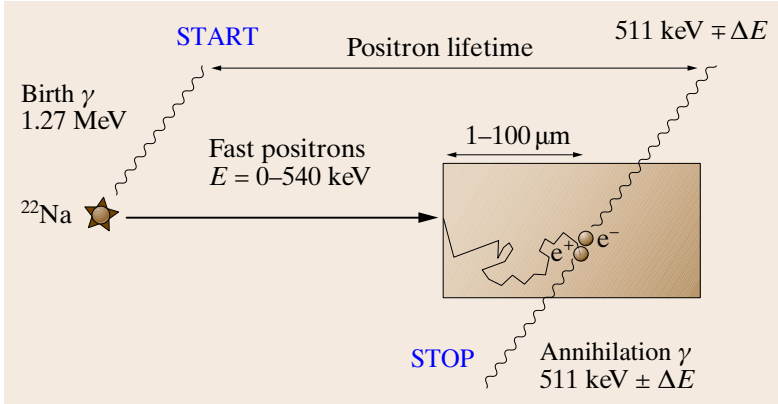 START
Positron lifetime
511 keV ∓ ΔE
Birth γ
1.27 MeV
1–100 μm
Fast positrons
E = 0–540 keV
²²Na
e⁺ e⁻
STOP
Annihilation γ
511 keV ± ΔE